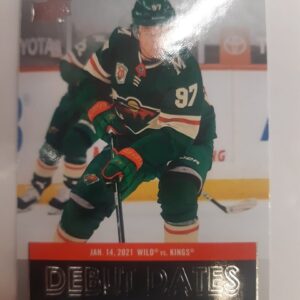 TOYOTA
97
JAN. 14, 2021 WILD® vs. KINGS®
DEBUT DATES